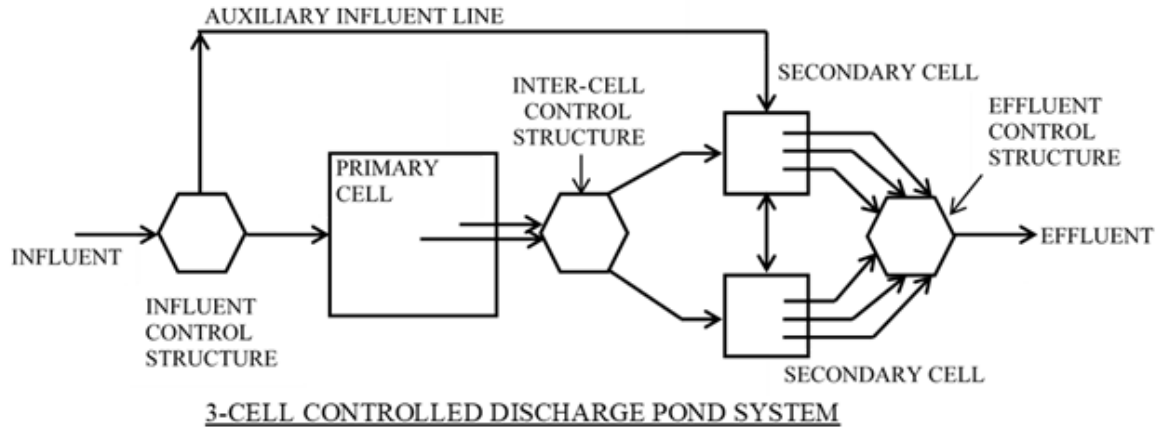 AUXILIARY INFLUENT LINE
SECONDARY CELL
INTER-CELL
CONTROL
STRUCTURE
EFFLUENT
CONTROL
STRUCTURE
PRIMARY
CELL
INFLUENT
EFFLUENT
INFLUENT
CONTROL
STRUCTURE
SECONDARY CELL
3-CELL CONTROLLED DISCHARGE POND SYSTEM